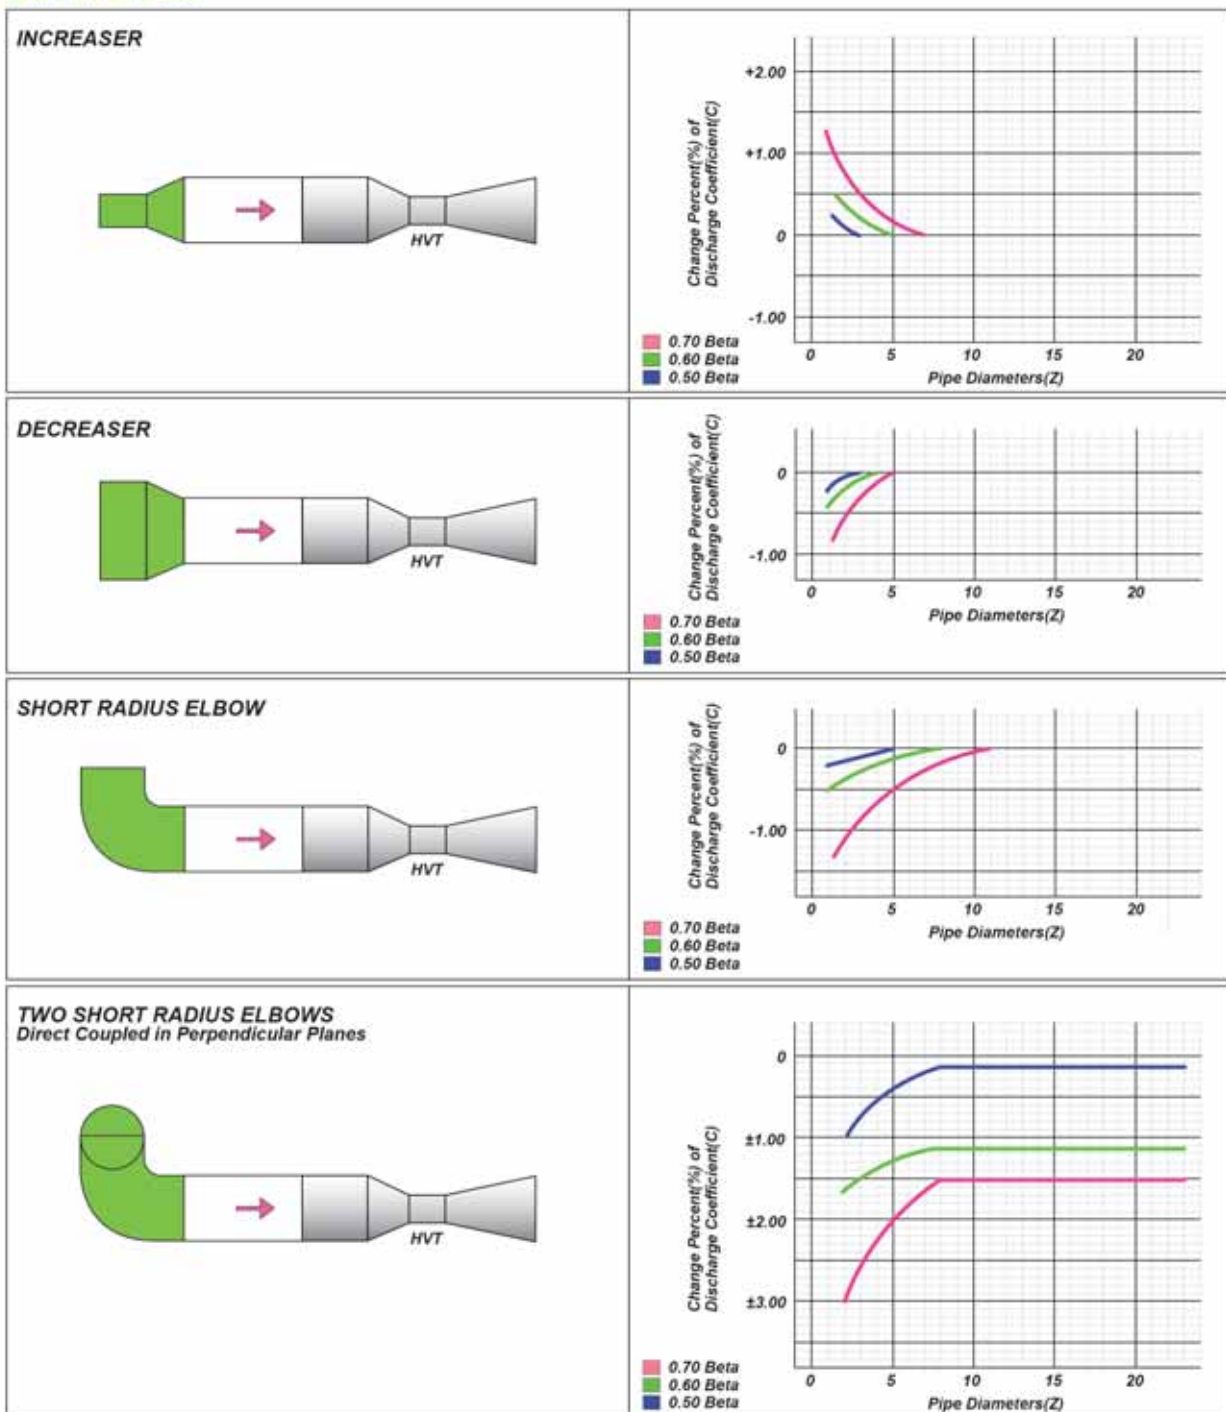 INCREASER
HVT
Change Percent(%) of
Discharge Coefficient(C)
+2.00
+1.00
0
-1.00
0 5 10 15 20
Pipe Diameters(Z)
0.70 Beta
0.60 Beta
0.50 Beta
DECREASER
HVT
Change Percent(%) of
Discharge Coefficient(C)
0
-1.00
0 5 10 15 20
Pipe Diameters(Z)
0.70 Beta
0.60 Beta
0.50 Beta
SHORT RADIUS ELBOW
HVT
Change Percent(%) of
Discharge Coefficient(C)
0
-1.00
0 5 10 15 20
Pipe Diameters(Z)
0.70 Beta
0.60 Beta
0.50 Beta
TWO SHORT RADIUS ELBOWS
Direct Coupled in Perpendicular Planes
HVT
Change Percent(%) of
Discharge Coefficient(C)
0
±1.00
±2.00
±3.00
0 5 10 15 20
Pipe Diameters(Z)
0.70 Beta
0.60 Beta
0.50 Beta